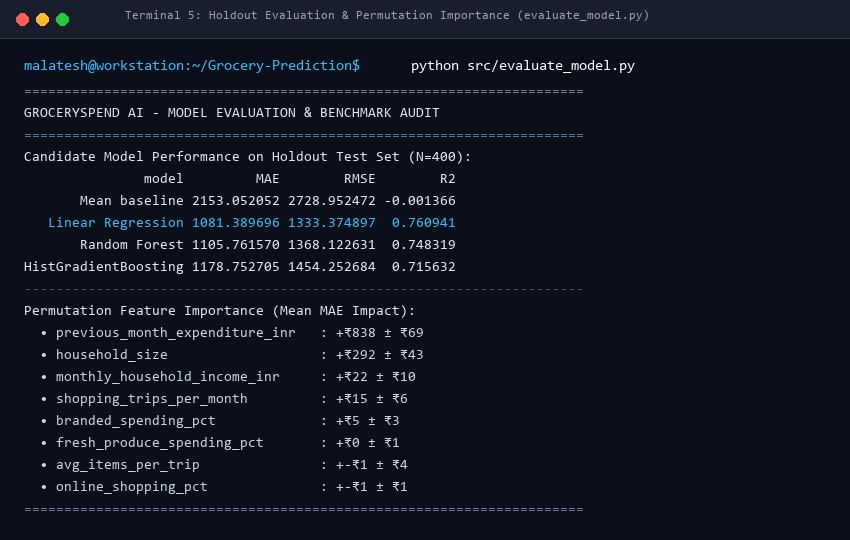 Terminal 5: Holdout Evaluation & Permutation Importance (evaluate_model.py)
malatesh@workstation:~/Grocery-Prediction$ python src/evaluate_model.py
======================================================================
GROCERYSPEND AI - MODEL EVALUATION & BENCHMARK AUDIT
======================================================================
Candidate Model Performance on Holdout Test Set (N=400):
               model         MAE        RMSE        R2
       Mean baseline 2153.052052 2728.952472 -0.001366
   Linear Regression 1081.389696 1333.374897  0.760941
       Random Forest 1105.761570 1368.122631  0.748319
HistGradientBoosting 1178.752705 1454.252684  0.715632
----------------------------------------------------------------------
Permutation Feature Importance (Mean MAE Impact):
  • previous_month_expenditure_inr   : +₹838 ± ₹69
  • household_size                   : +₹292 ± ₹43
  • monthly_household_income_inr     : +₹22 ± ₹10
  • shopping_trips_per_month         : +₹15 ± ₹6
  • branded_spending_pct             : +₹5 ± ₹3
  • fresh_produce_spending_pct       : +₹0 ± ₹1
  • avg_items_per_trip               : +-₹1 ± ₹4
  • online_shopping_pct              : +-₹1 ± ₹1
======================================================================